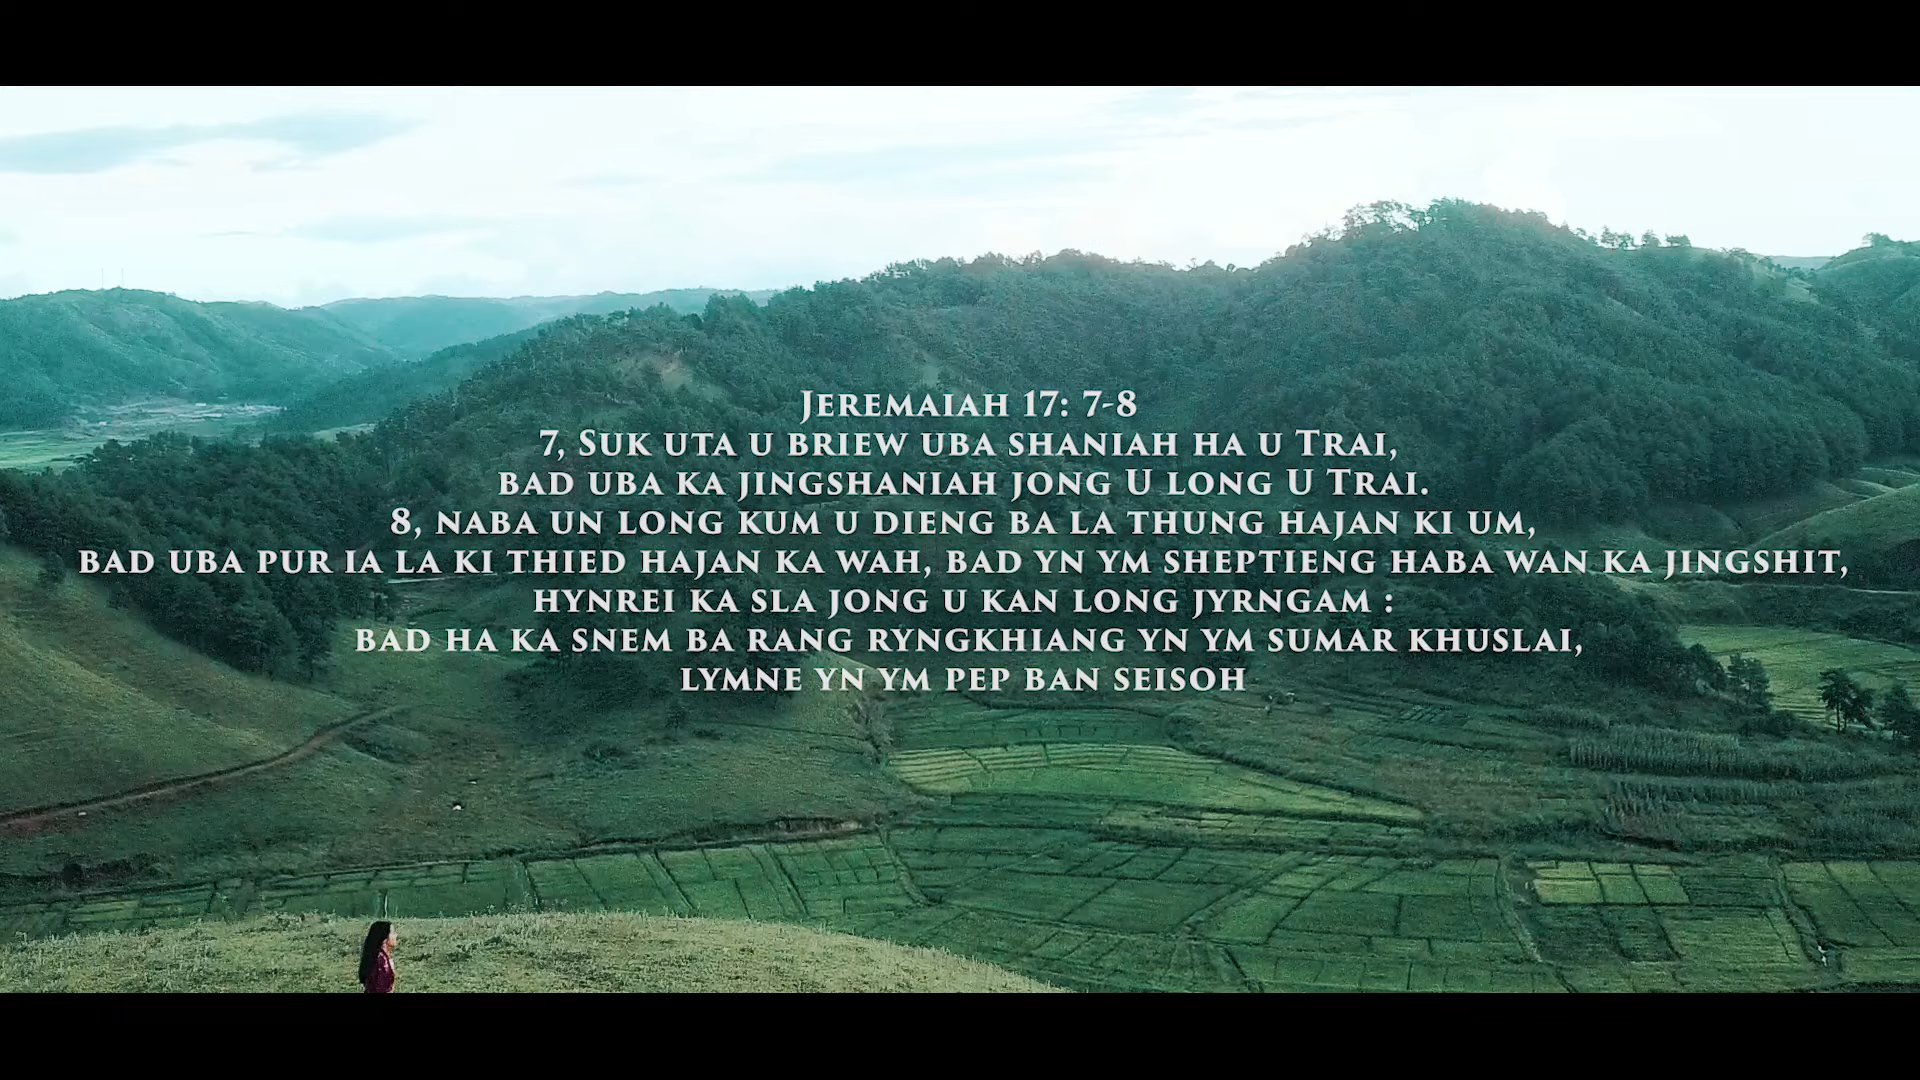 Jeremaiah 17: 7-8
7, Suk uta u briew uba shaniah ha u Trai,
bad uba ka jingshaniah jong U long U Trai.
8, naba un long kum u dieng ba la thung hajan ki um,
bad uba pur ia la ki thied hajan ka wah, bad yn ym sheptieng haba wan ka jingshit,
hynrei ka sla jong u kan long jyrngam :
bad ha ka snem ba rang ryngkhiang yn ym sumar khuslai,
lymne yn ym pep ban seisoh